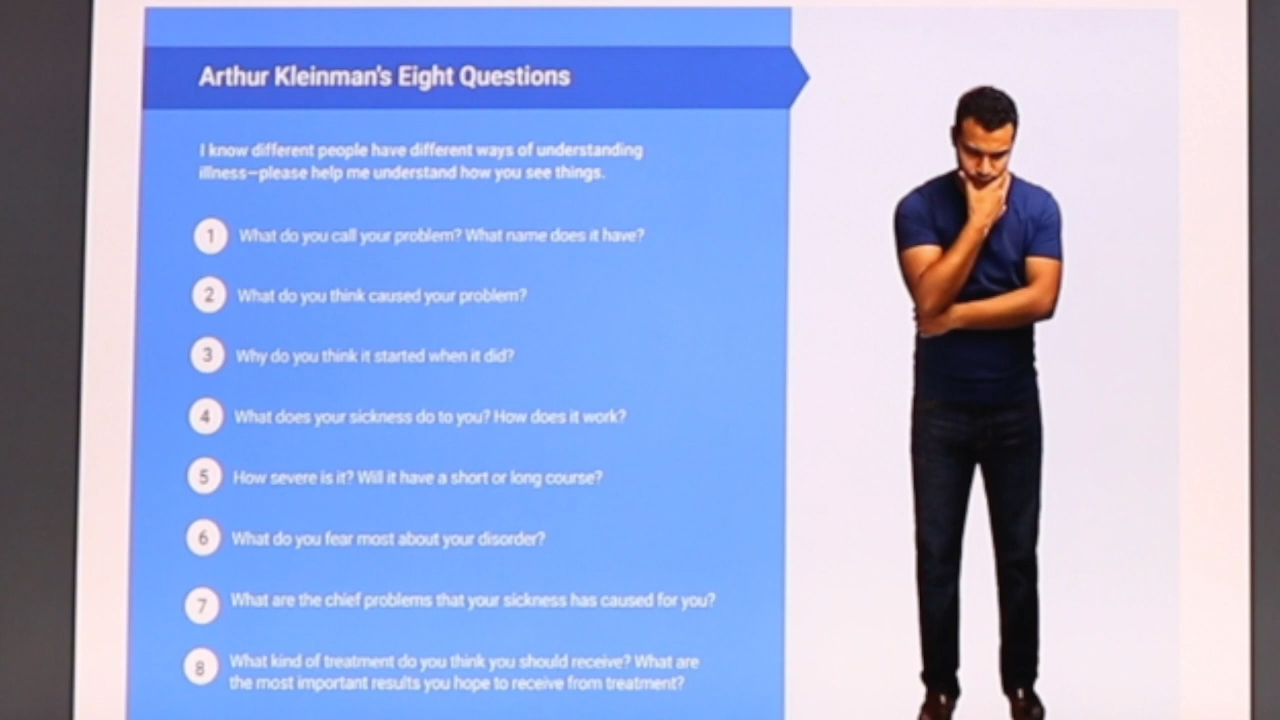 Arthur Kleinman's Eight Questions
I know different people have different ways of understanding
illness—please help me understand how you see things.
1 What do you call your problem? What name does it have?
2 What do you think caused your problem?
3 Why do you think it started when it did?
4 What does your sickness do to you? How does it work?
5 How severe is it? Will it have a short or long course?
6 What do you fear most about your disorder?
7 What are the chief problems that your sickness has caused for you?
8 What kind of treatment do you think you should receive? What are
the most important results you hope to receive from treatment?